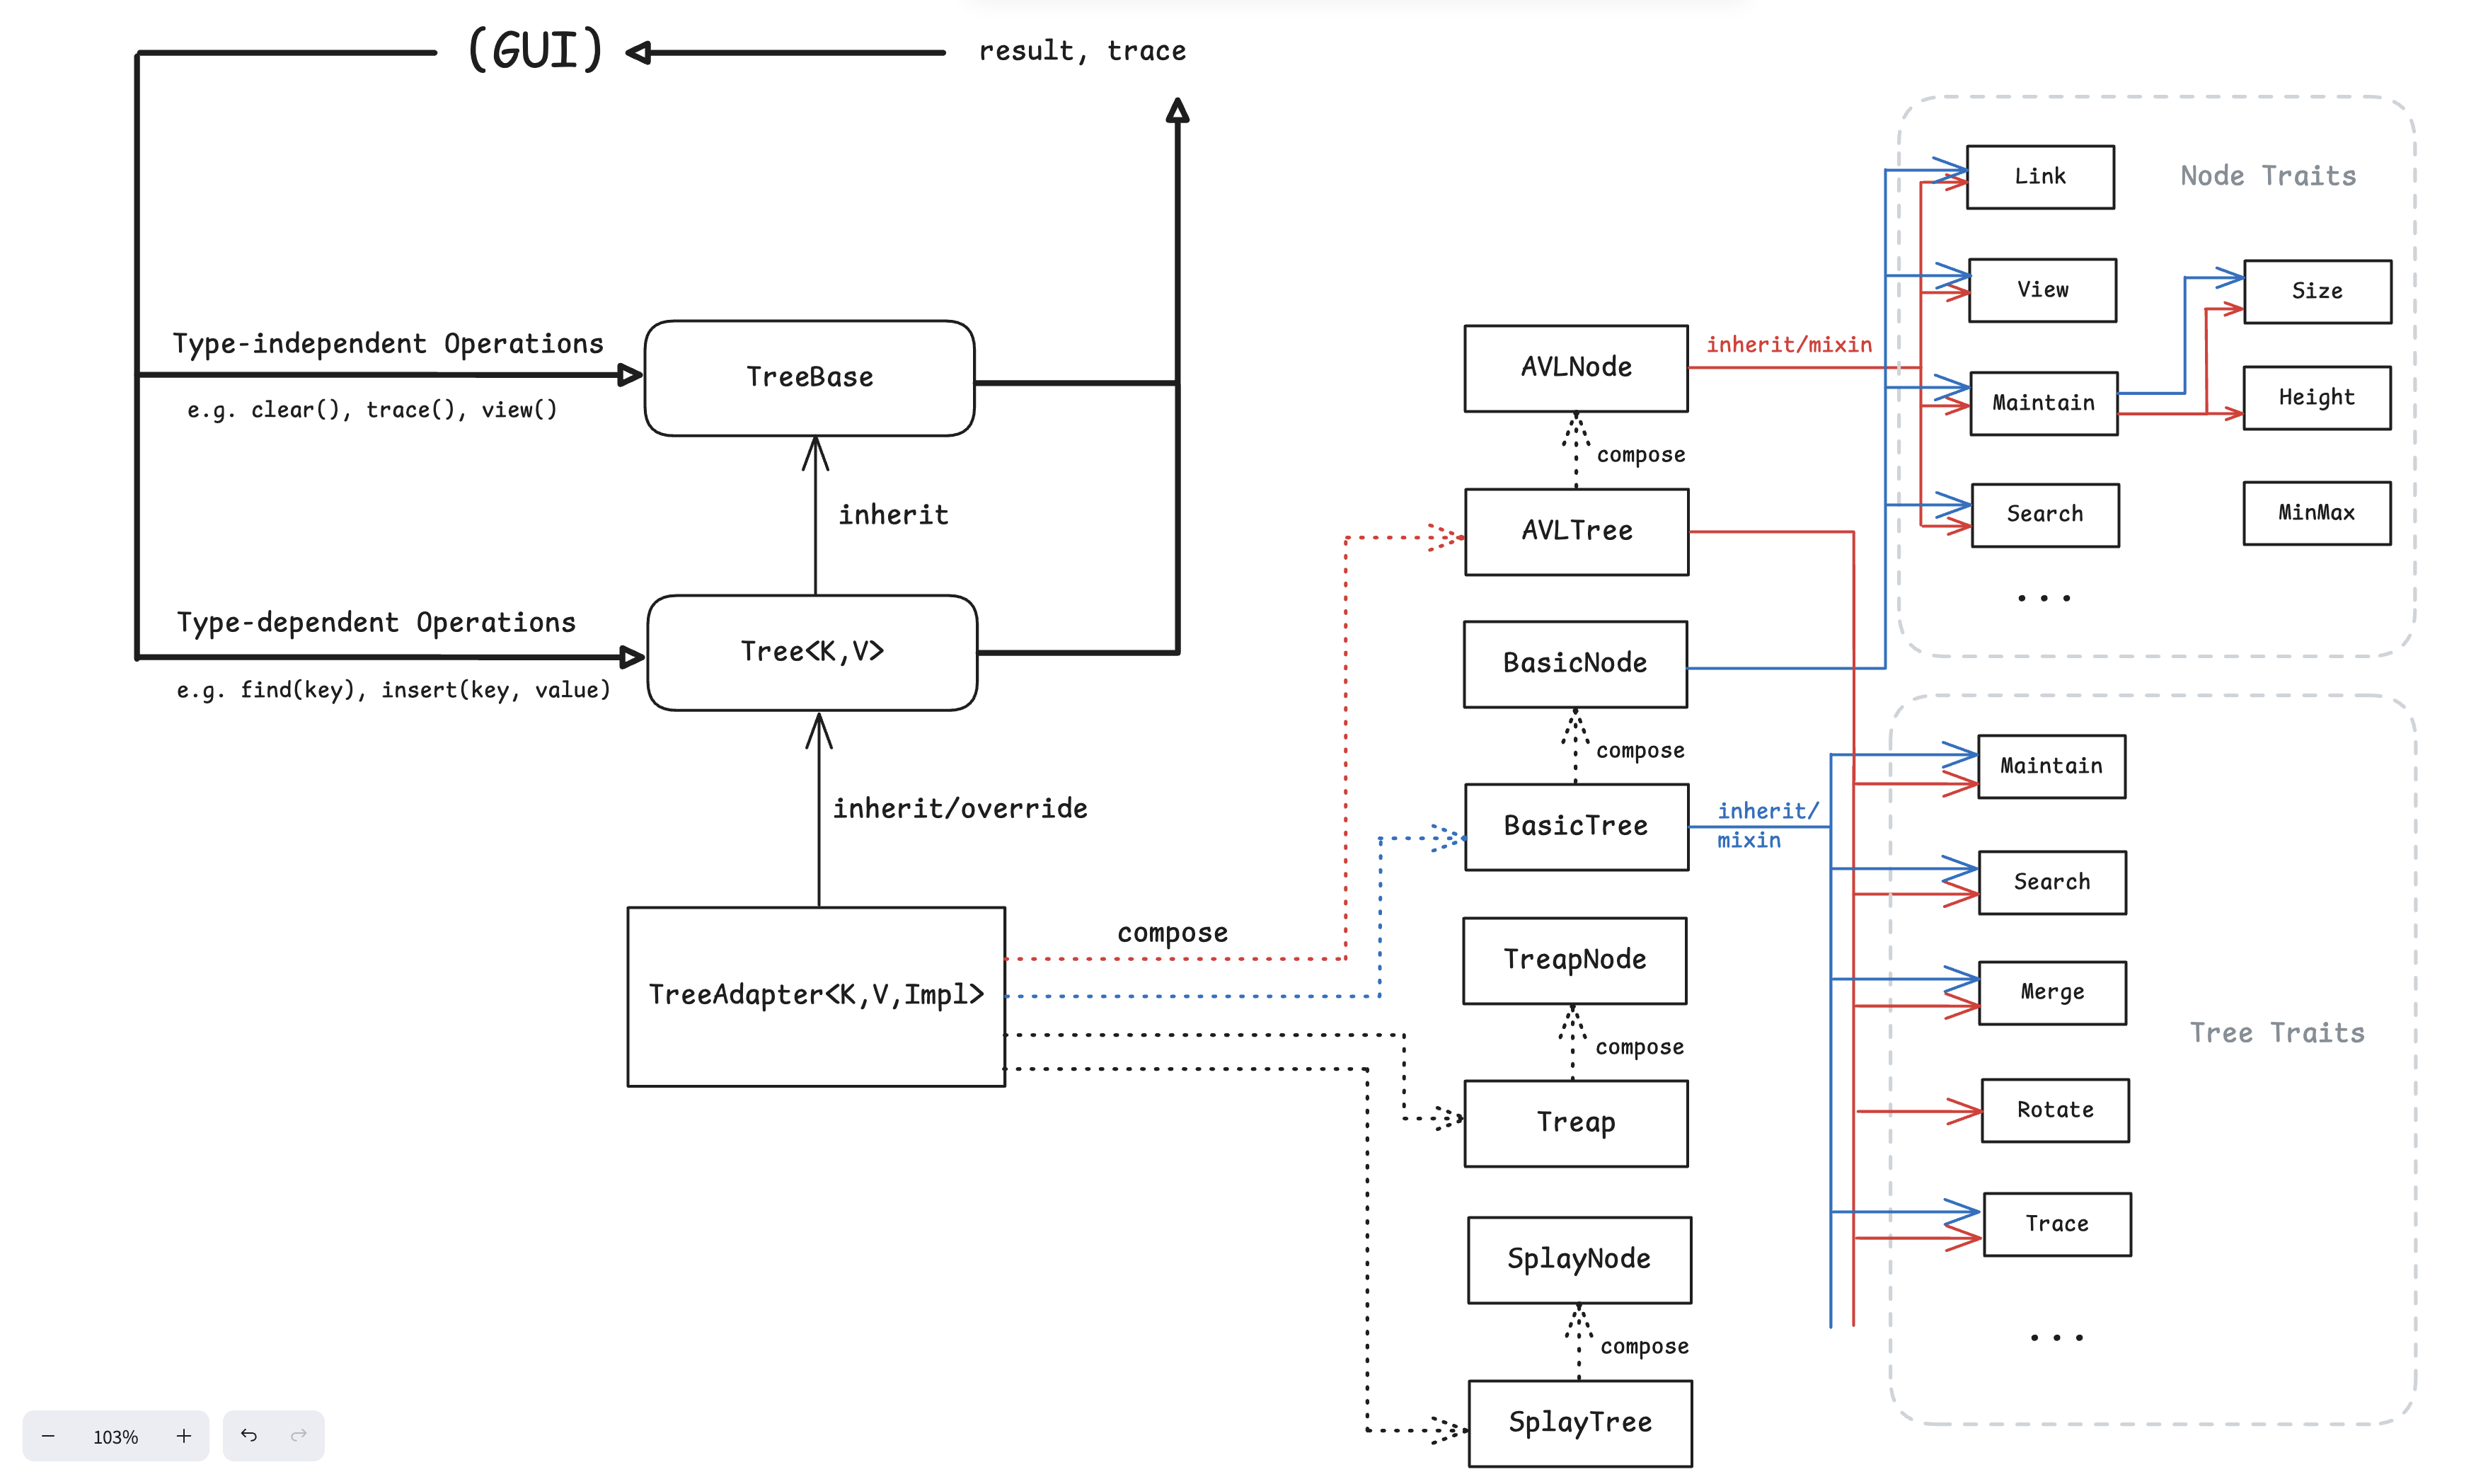 (GUI)
result, trace
Type-independent Operations
e.g. clear(), trace(), view()
TreeBase
inherit
Type-dependent Operations
e.g. find(key), insert(key, value)
Tree<K,V>
inherit/override
TreeAdapter<K,V,Impl>
compose
AVLNode
inherit/mixin
compose
AVLTree
BasicNode
compose
BasicTree
inherit/
mixin
TreapNode
compose
Treap
SplayNode
compose
SplayTree
Node Traits
Link
View
Maintain
Search
...
Size
Height
MinMax
Tree Traits
Maintain
Search
Merge
Rotate
Trace
...
103%